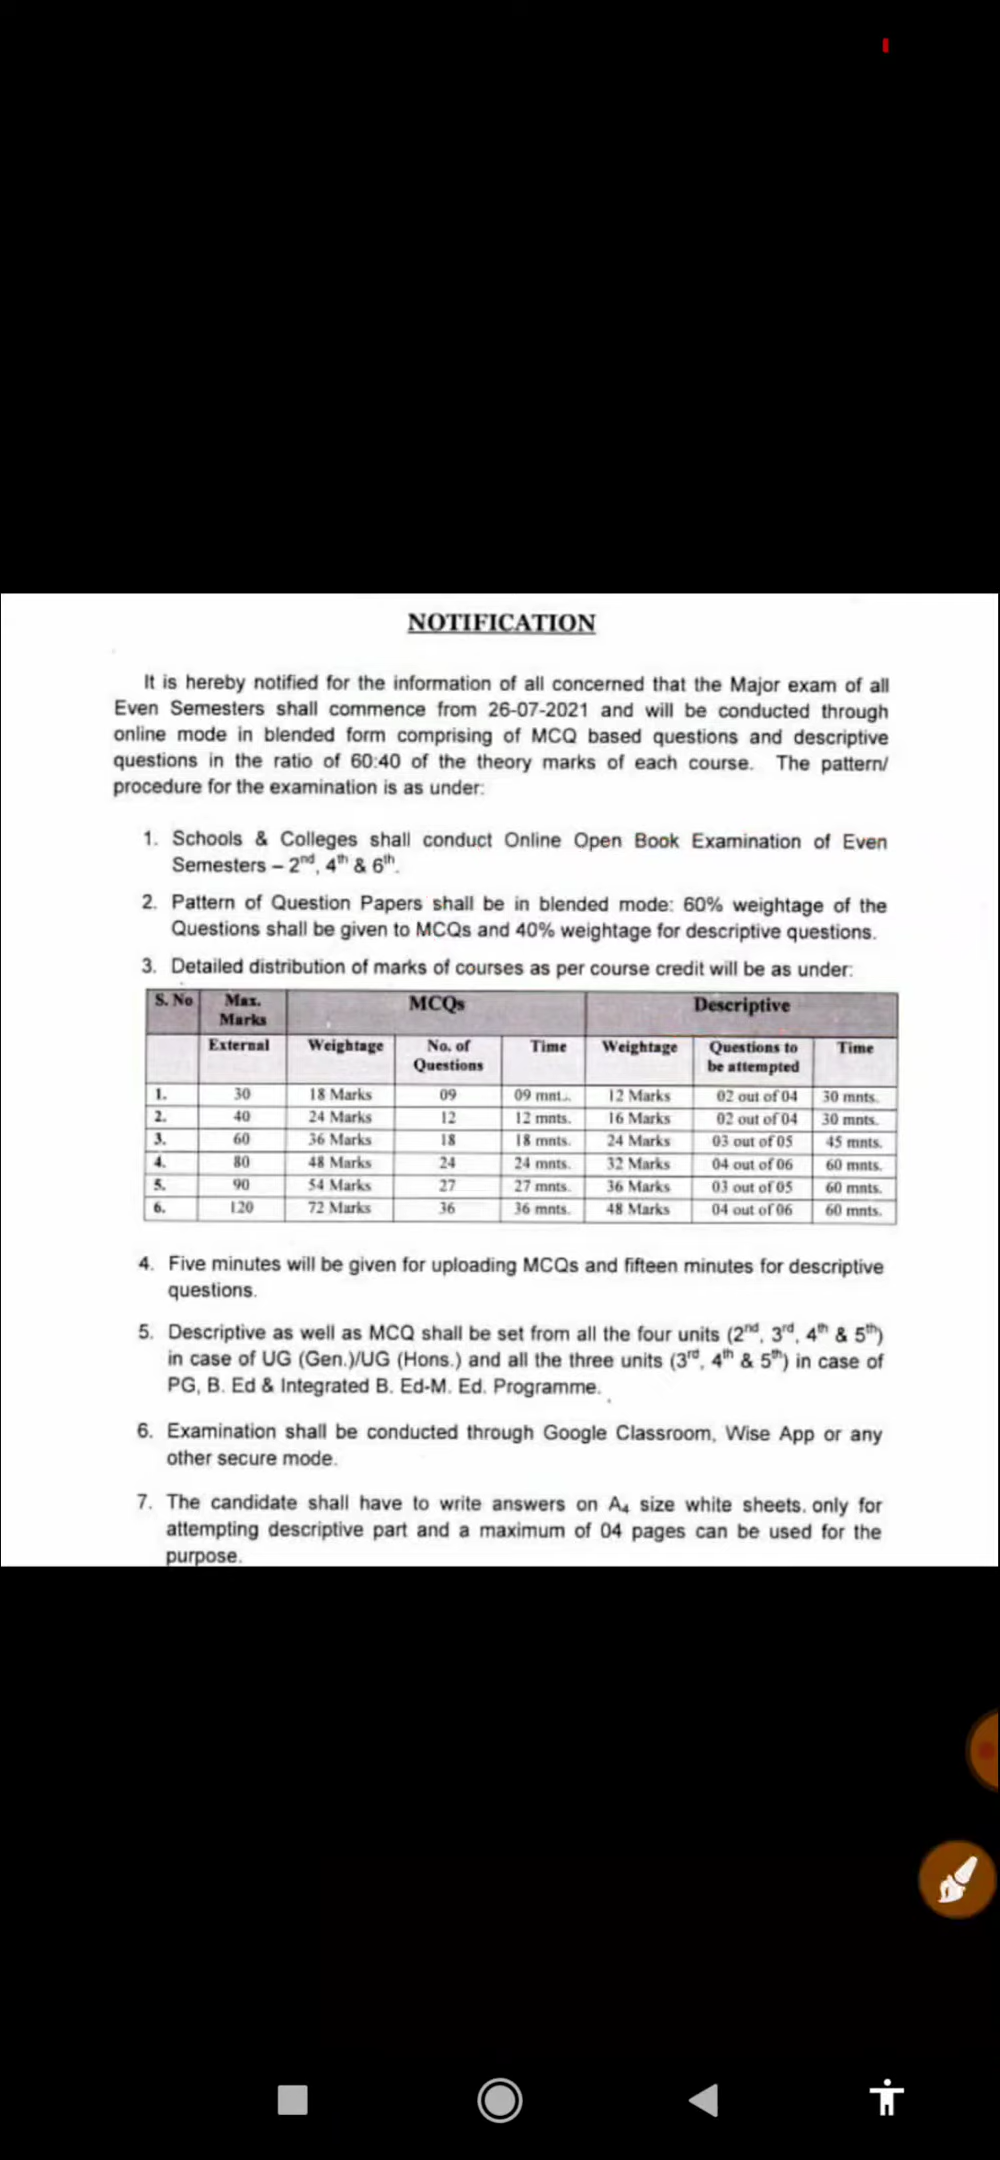 NOTIFICATION
It is hereby notified for the information of all concerned that the Major exam of all
Even Semesters shall commence from 26-07-2021 and will be conducted through
online mode in blended form comprising of MCQ based questions and descriptive
questions in the ratio of 60:40 of the theory marks of each course. The pattern/
procedure for the examination is as under:
1. Schools & Colleges shall conduct Online Open Book Examination of Even
Semesters – 2nd, 4th & 6th.
2. Pattern of Question Papers shall be in blended mode: 60% weightage of the
Questions shall be given to MCQs and 40% weightage for descriptive questions.
3. Detailed distribution of marks of courses as per course credit will be as under:
S. No Max. Marks MCQs Descriptive
External Weightage No. of Questions Time Weightage Questions to be attempted Time
1. 30 18 Marks 09 09 mnt.. 12 Marks 02 out of 04 30 mnts.
2. 40 24 Marks 12 12 mnts. 16 Marks 02 out of 04 30 mnts.
3. 60 36 Marks 18 18 mnts. 24 Marks 03 out of 05 45 mnts.
4. 80 48 Marks 24 24 mnts. 32 Marks 04 out of 06 60 mnts.
5. 90 54 Marks 27 27 mnts. 36 Marks 03 out of 05 60 mnts.
6. 120 72 Marks 36 36 mnts. 48 Marks 04 out of 06 60 mnts.
4. Five minutes will be given for uploading MCQs and fifteen minutes for descriptive
questions.
5. Descriptive as well as MCQ shall be set from all the four units (2nd, 3rd, 4th & 5th)
in case of UG (Gen.)/UG (Hons.) and all the three units (3rd, 4th & 5th) in case of
PG, B. Ed & Integrated B. Ed-M. Ed. Programme.
6. Examination shall be conducted through Google Classroom, Wise App or any
other secure mode.
7. The candidate shall have to write answers on A4 size white sheets. only for
attempting descriptive part and a maximum of 04 pages can be used for the
purpose.